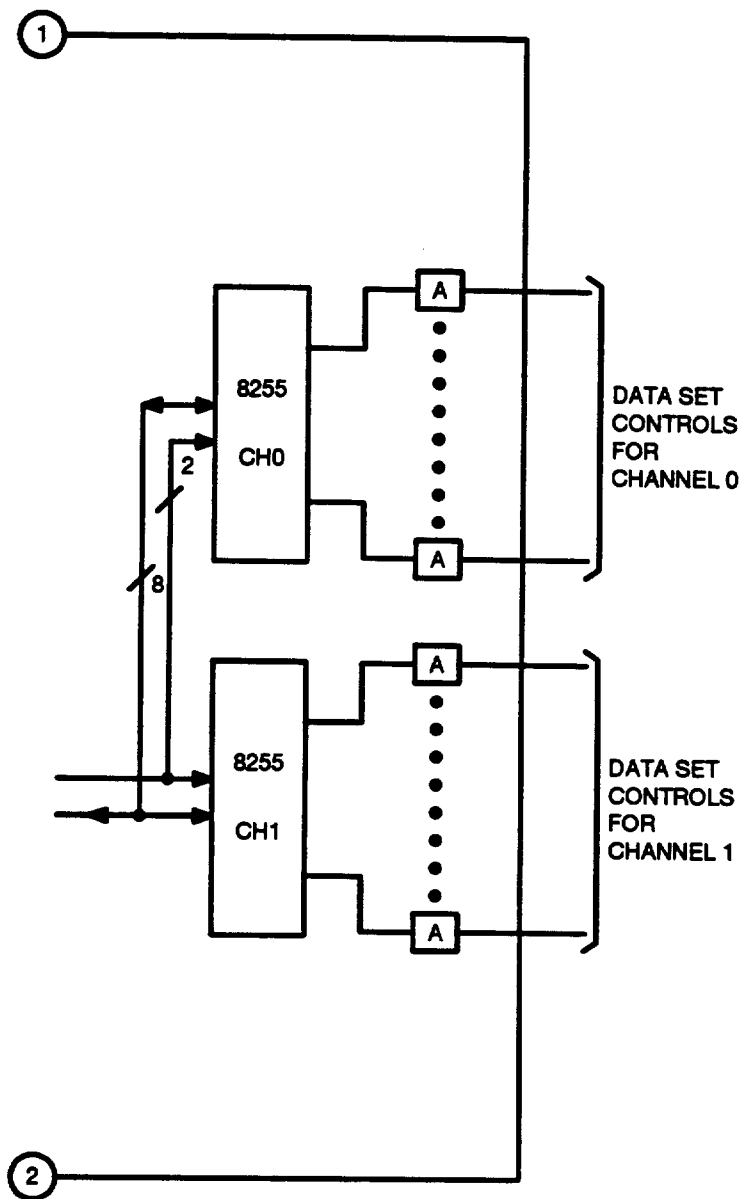 1
A
8255
CH0
DATA SET
CONTROLS
FOR
CHANNEL 0
2
8
A
A
8255
CH1
DATA SET
CONTROLS
FOR
CHANNEL 1
A
2